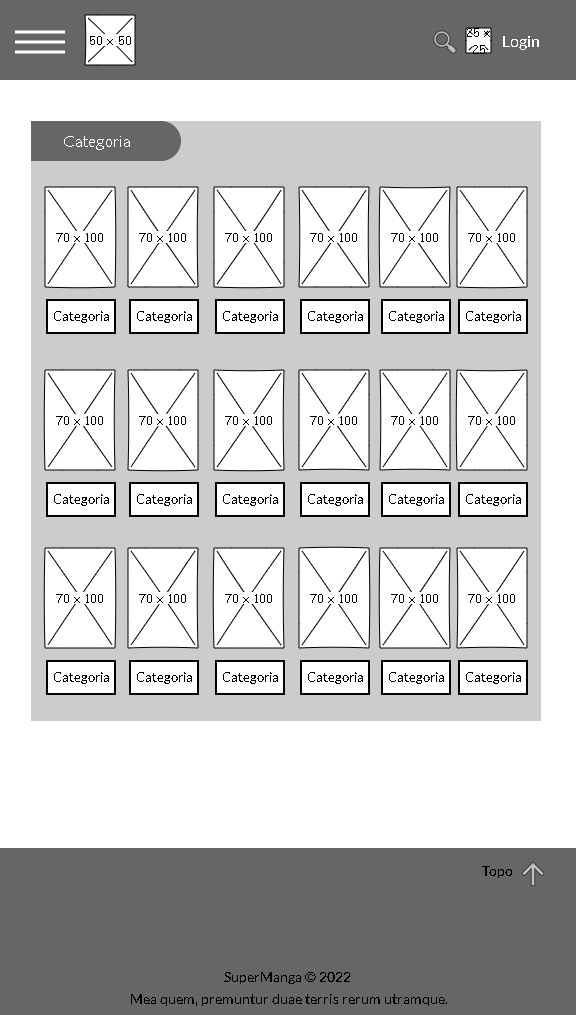 50 x 50
25 x
25
Login
Categoria
70 x 100 70 x 100 70 x 100 70 x 100 70 x 100 70 x 100
Categoria Categoria Categoria Categoria Categoria Categoria
70 x 100 70 x 100 70 x 100 70 x 100 70 x 100 70 x 100
Categoria Categoria Categoria Categoria Categoria Categoria
70 x 100 70 x 100 70 x 100 70 x 100 70 x 100 70 x 100
Categoria Categoria Categoria Categoria Categoria Categoria
Topo
SuperManga © 2022
Mea quem, premuntur duae terris rerum utramque.